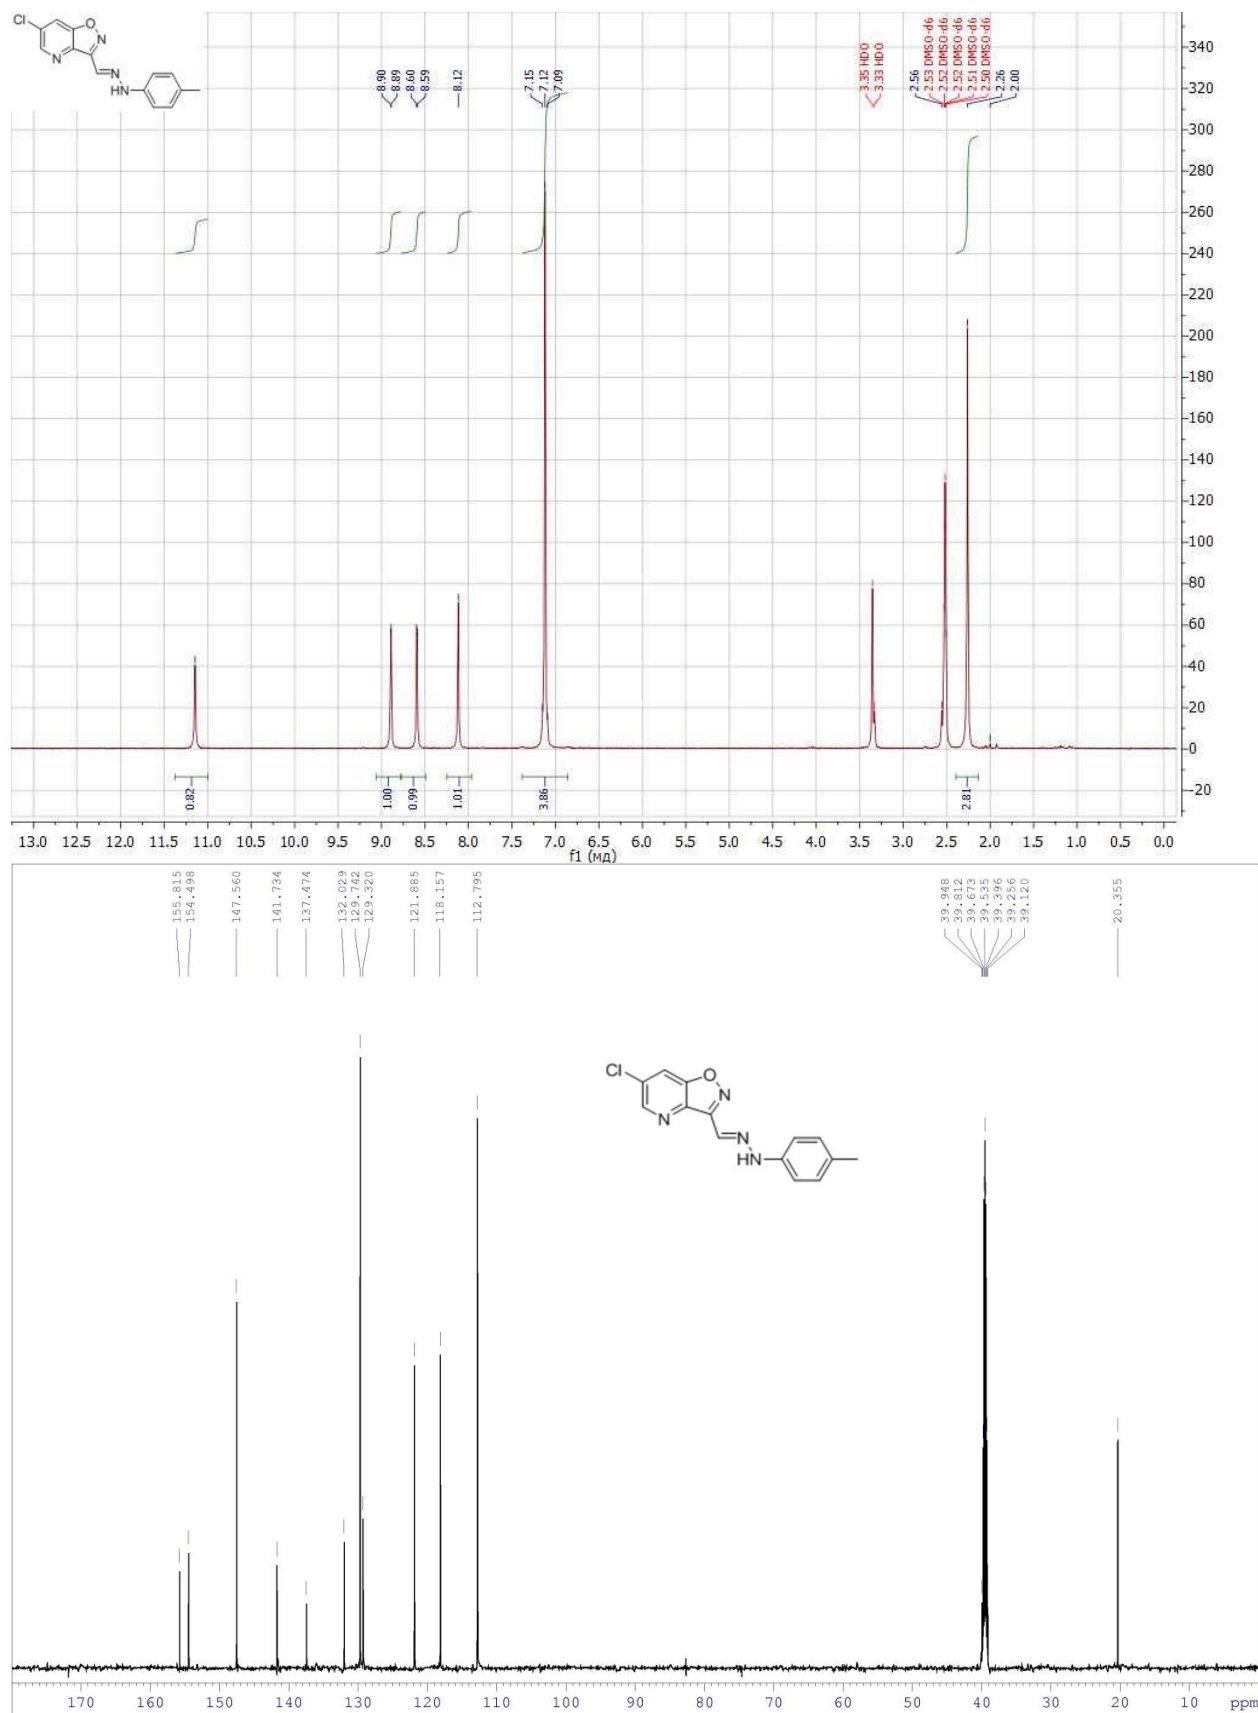 Cl
O
N
N
N
HN
8.90
8.89
8.60
8.59
8.12
7.15
7.12
7.09
3.35 HDO
3.33 HDO
2.56
2.53 DMSO-d6
2.52 DMSO-d6
2.52 DMSO-d6
2.51 DMSO-d6
2.50 DMSO-d6
2.26
2.00
340
320
300
280
260
240
220
200
180
160
140
120
100
80
60
40
20
0
-20
0.82
1.00
0.99
1.01
3.86
2.81
13.0 12.5 12.0 11.5 11.0 10.5 10.0 9.5 9.0 8.5 8.0 7.5 7.0 6.5 6.0 5.5 5.0 4.5 4.0 3.5 3.0 2.5 2.0 1.5 1.0 0.5 0.0
f1 (мд)
155.815
154.498
147.560
141.734
137.474
132.029
129.742
129.320
121.885
118.157
112.795
39.948
39.812
39.673
39.535
39.396
39.256
39.120
20.355
Cl
O
N
N
N
HN
170 160 150 140 130 120 110 100 90 80 70 60 50 40 30 20 10 ppm